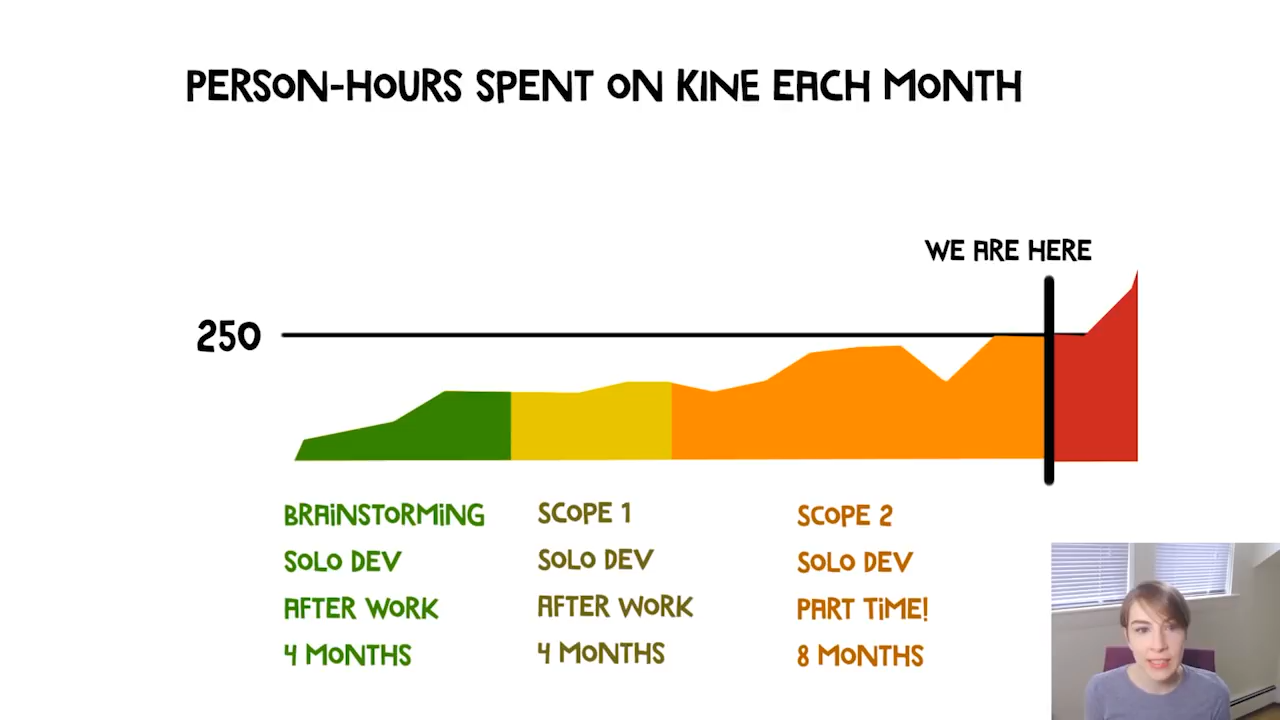 PERSON-HOURS SPENT ON KINE EACH MONTH
WE ARE HERE
250
BRAINSTORMING
SOLO DEV
AFTER WORK
4 MONTHS
SCOPE 1
SOLO DEV
AFTER WORK
4 MONTHS
SCOPE 2
SOLO DEV
PART TIME!
8 MONTHS